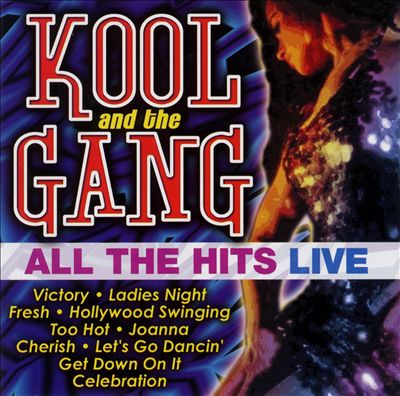 KOOL
and the
GANG
ALL THE HITS LIVE
Victory • Ladies Night
Fresh • Hollywood Swinging
Too Hot • Joanna
Cherish • Let's Go Dancin'
Get Down On It
Celebration